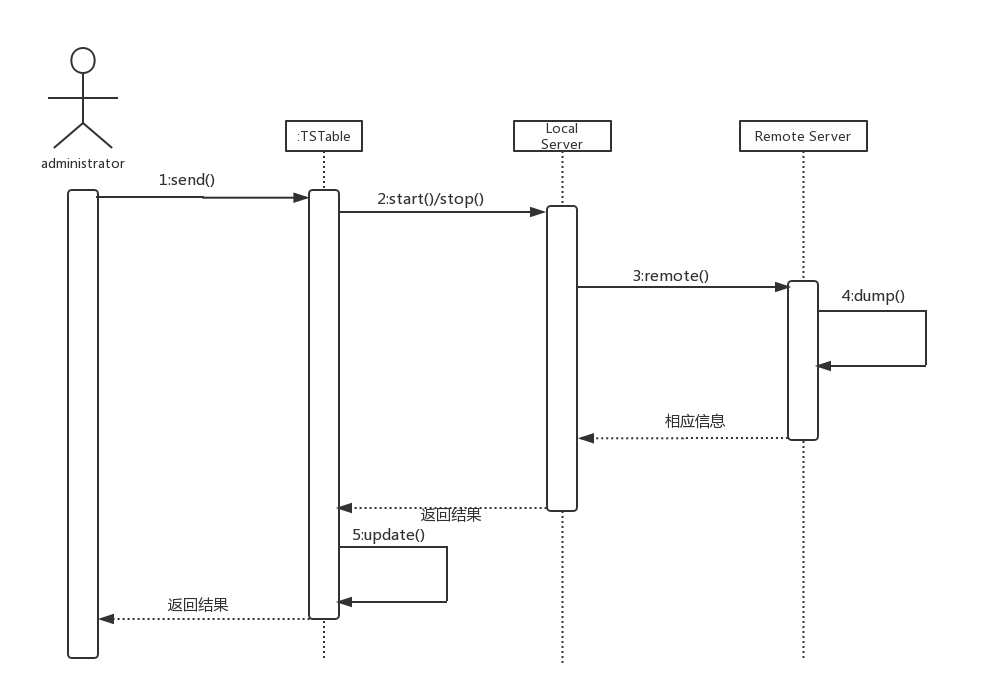 administrator
:TSTable
Local
Server
Remote Server
1:send()
2:start()/stop()
3:remote()
4:dump()
相应信息
返回结果
5:update()
返回结果